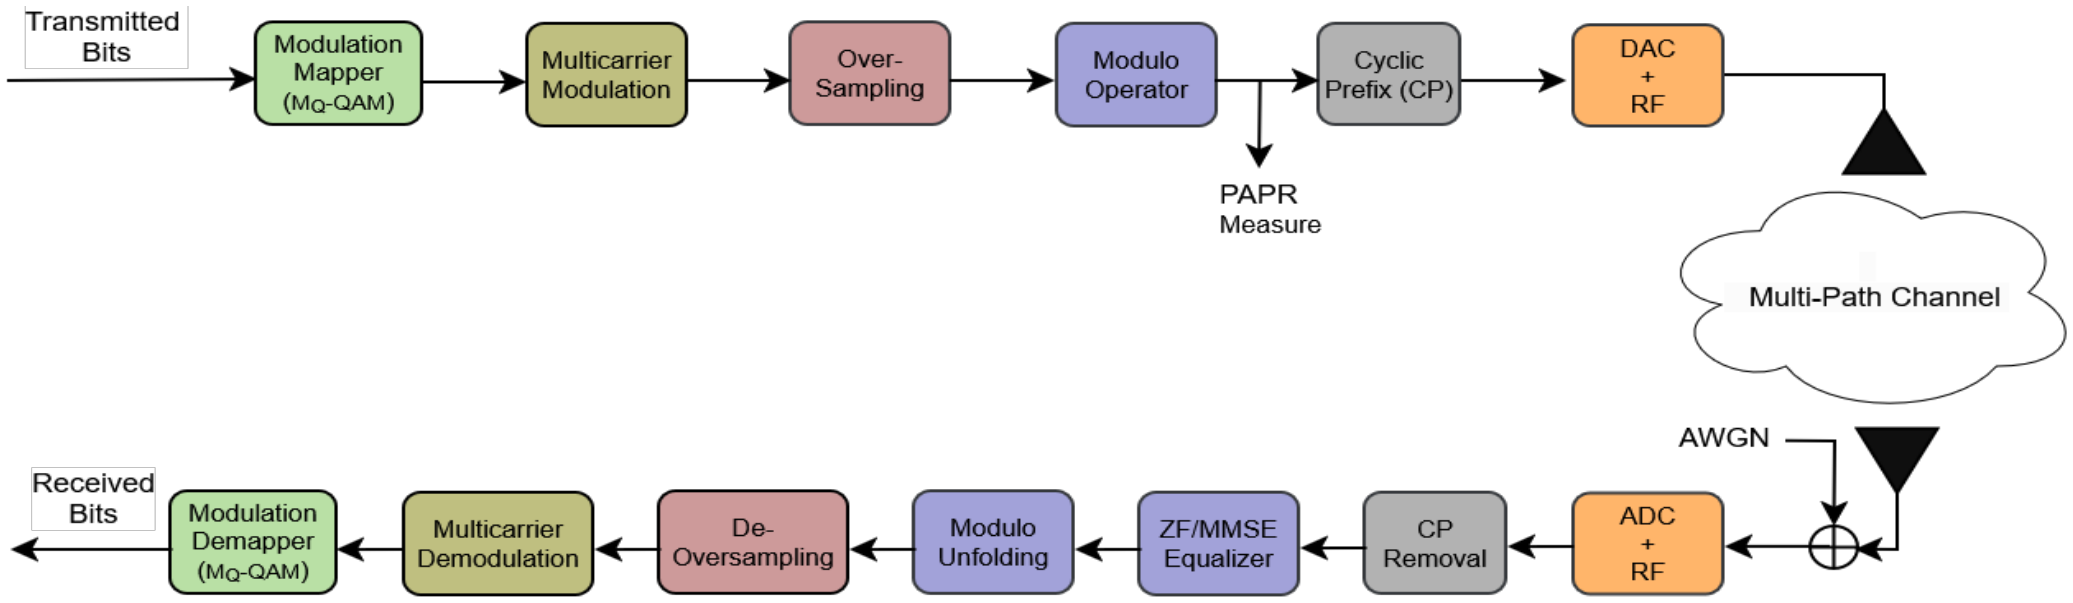 Transmitted
Bits
Modulation
Mapper
(MQ-QAM)
Multicarrier
Modulation
Over-
Sampling
Modulo
Operator
Cyclic
Prefix (CP)
DAC
+
RF
PAPR
Measure
Multi-Path Channel
AWGN
Received
Bits
Modulation
Demapper
(MQ-QAM)
Multicarrier
Demodulation
De-
Oversampling
Modulo
Unfolding
ZF/MMSE
Equalizer
CP
Removal
ADC
+
RF